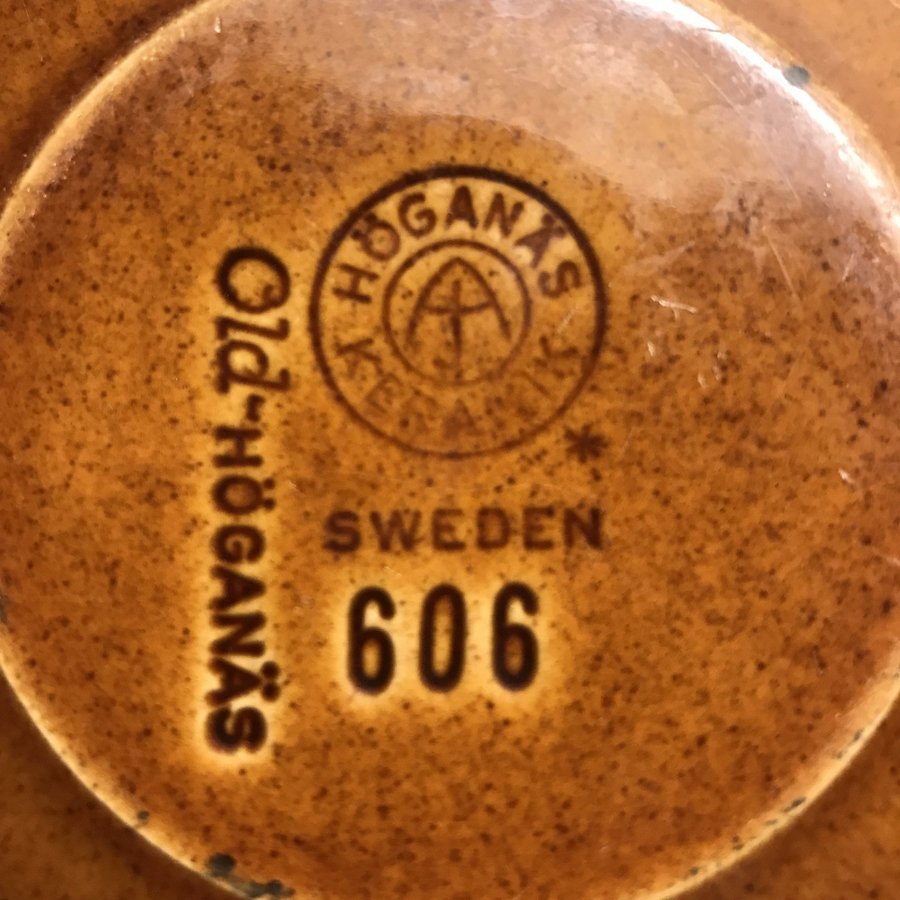 HÖGANÄS
KERAMIK
*
SWEDEN
606
Old-HÖGANÄS